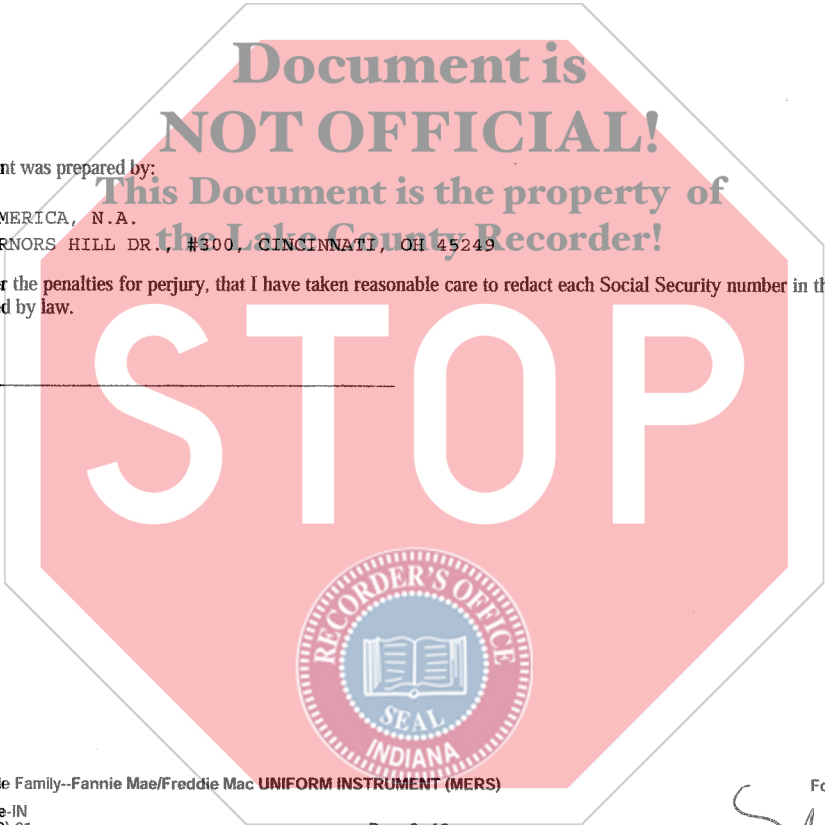 Document is
NOT OFFICIAL!
nt was prepared by:
This Document is the property of
MERICA, N.A.
the Lake County Recorder!
RNORS HILL DR., #300, CINCINNATI, OH 45249
r the penalties for perjury, that I have taken reasonable care to redact each Social Security number in th
d by law.
STOP
RECORDER'S OFFICE
SEAL
INDIANA
e Family--Fannie Mae/Freddie Mac UNIFORM INSTRUMENT (MERS)
Fo
e-IN